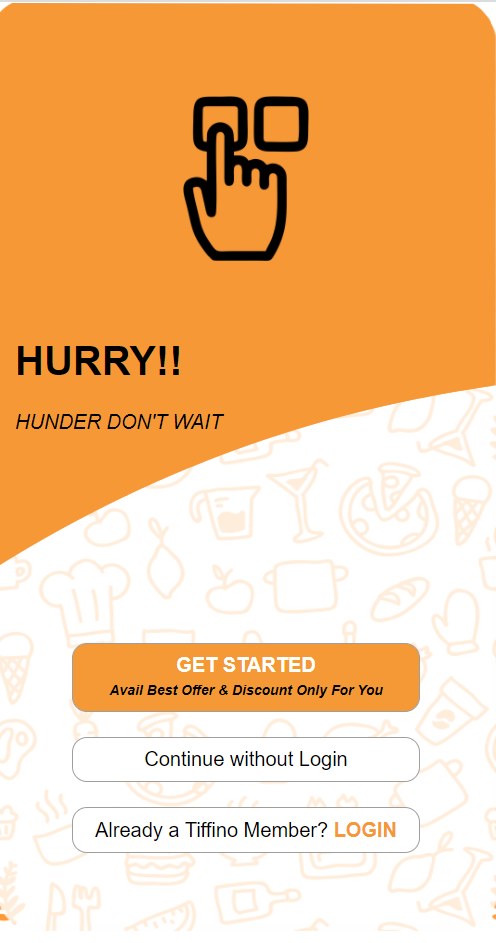 HURRY!!
HUNDER DON'T WAIT
GET STARTED
Avail Best Offer & Discount Only For You
Continue without Login
Already a Tiffino Member? LOGIN